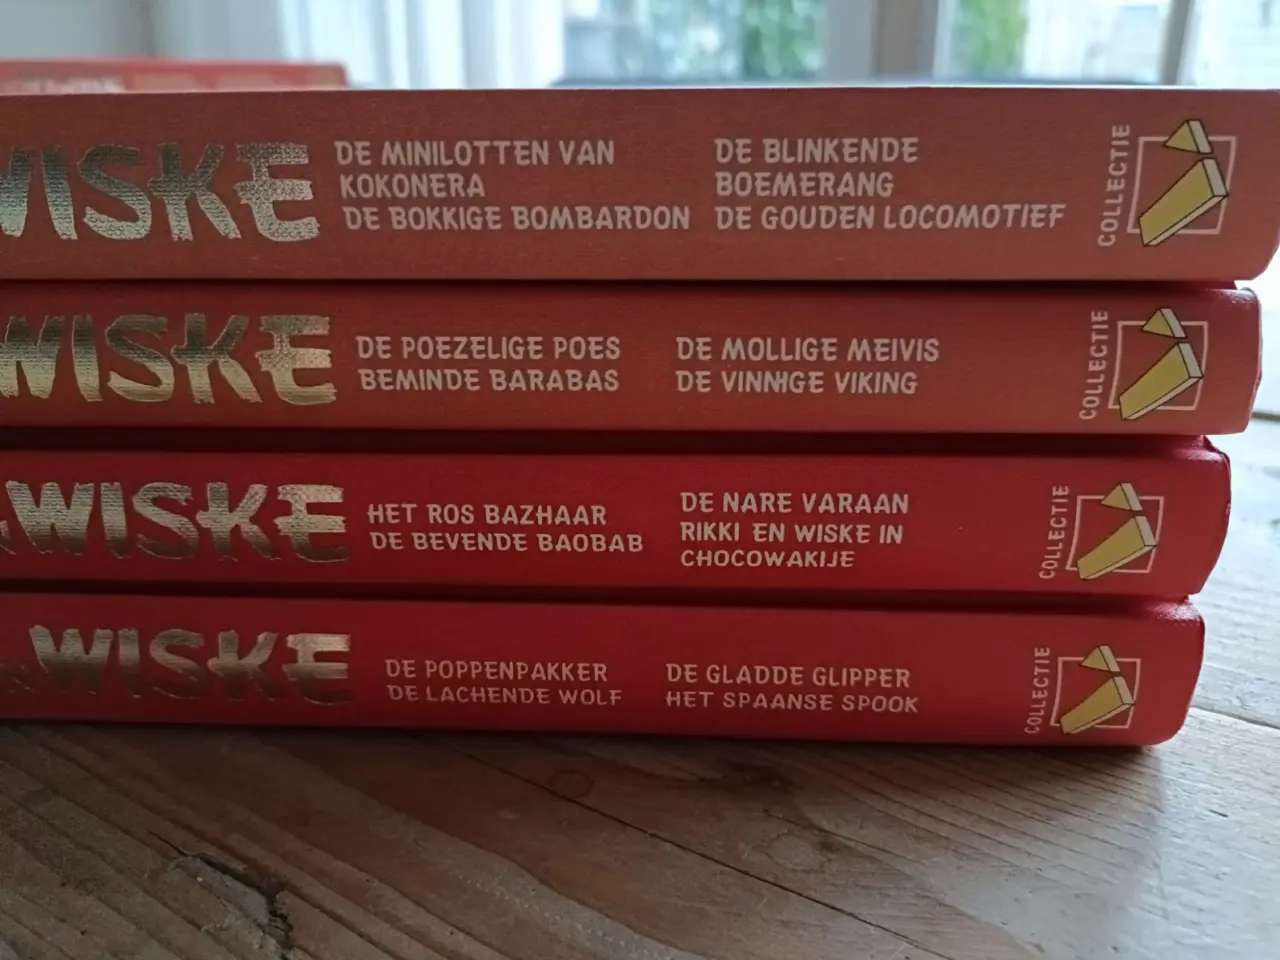 WISKE
DE MINILOTTEN VAN
KOKONERA
DE BOKKIGE BOMBARDON
DE BLINKENDE
BOEMERANG
DE GOUDEN LOCOMOTIEF
COLLECTIE
WISKE
DE POEZELIGE POES
BEMINDE BARABAS
DE MOLLIGE MEIVIS
DE VINNIGE VIKING
COLLECTIE
WISKE
HET ROS BAZHAAR
DE BEVENDE BAOBAB
DE NARE VARAAN
RIKKI EN WISKE IN
CHOCOWAKIJE
COLLECTIE
WISKE
DE POPPENPAKKER
DE LACHENDE WOLF
DE GLADDE GLIPPER
HET SPAANSE SPOOK
COLLECTIE